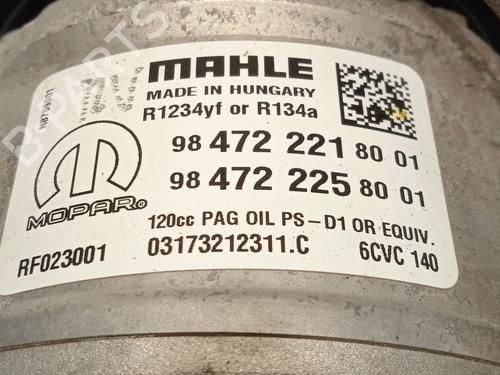 MAHLE
MADE IN HUNGARY
R1234yf or R134a
98 472 221 80 01
98 472 225 80 01
MOPAR®
120cc PAG OIL PS-D1 OR EQUIV.
RF023001
03173212311.C
6CVC 140
B-PARTS